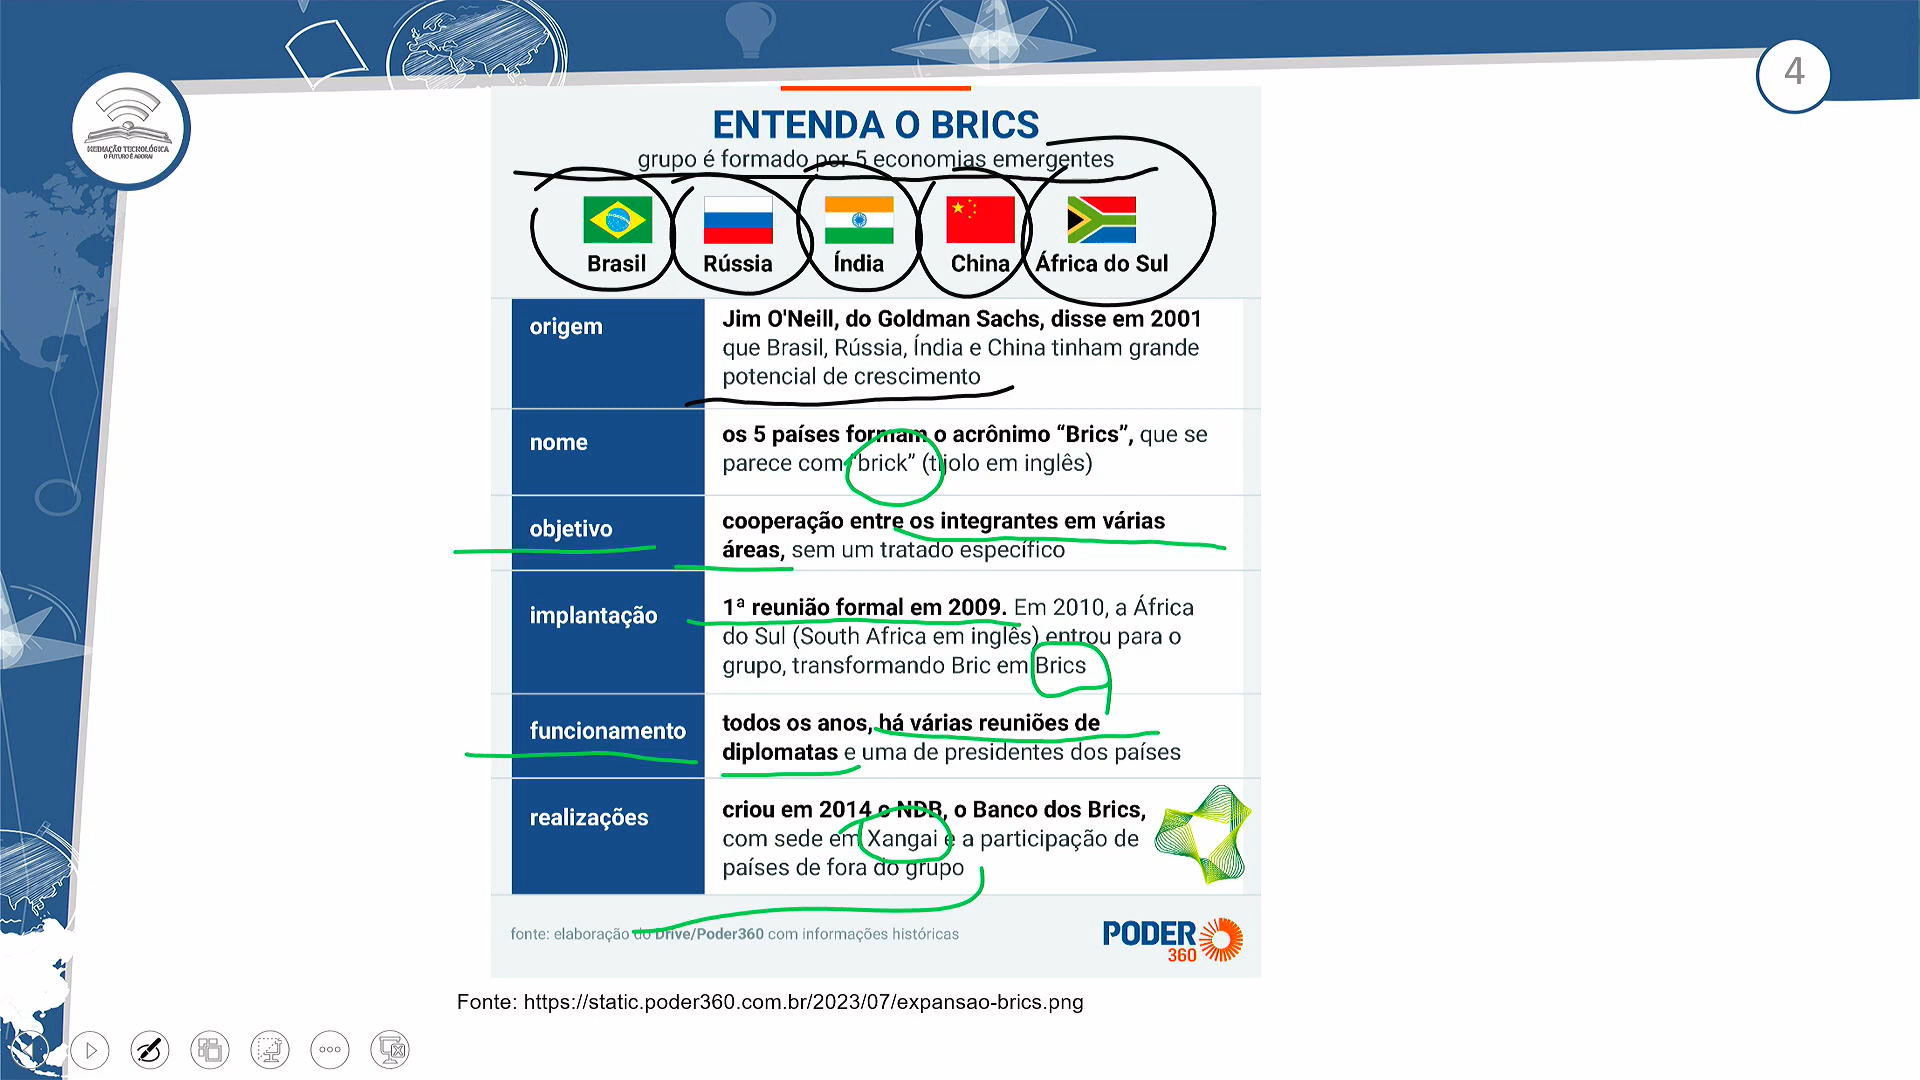 4
MEDIAÇÃO TECNOLÓGICA
O FUTURO É AGORA!
ENTENDA O BRICS
grupo é formado por 5 economias emergentes
Brasil
Rússia
Índia
China
África do Sul
origem
Jim O'Neill, do Goldman Sachs, disse em 2001
que Brasil, Rússia, Índia e China tinham grande
potencial de crescimento
nome
os 5 países formam o acrônimo “Brics”, que se
parece com “brick” (tijolo em inglês)
objetivo
cooperação entre os integrantes em várias
áreas, sem um tratado específico
implantação
1ª reunião formal em 2009. Em 2010, a África
do Sul (South Africa em inglês) entrou para o
grupo, transformando Bric em Brics
funcionamento
todos os anos, há várias reuniões de
diplomatas e uma de presidentes dos países
realizações
criou em 2014 o NDB, o Banco dos Brics,
com sede em Xangai e a participação de
países de fora do grupo
fonte: elaboração do Drive/Poder360 com informações históricas
PODER
360
Fonte: https://static.poder360.com.br/2023/07/expansao-brics.png